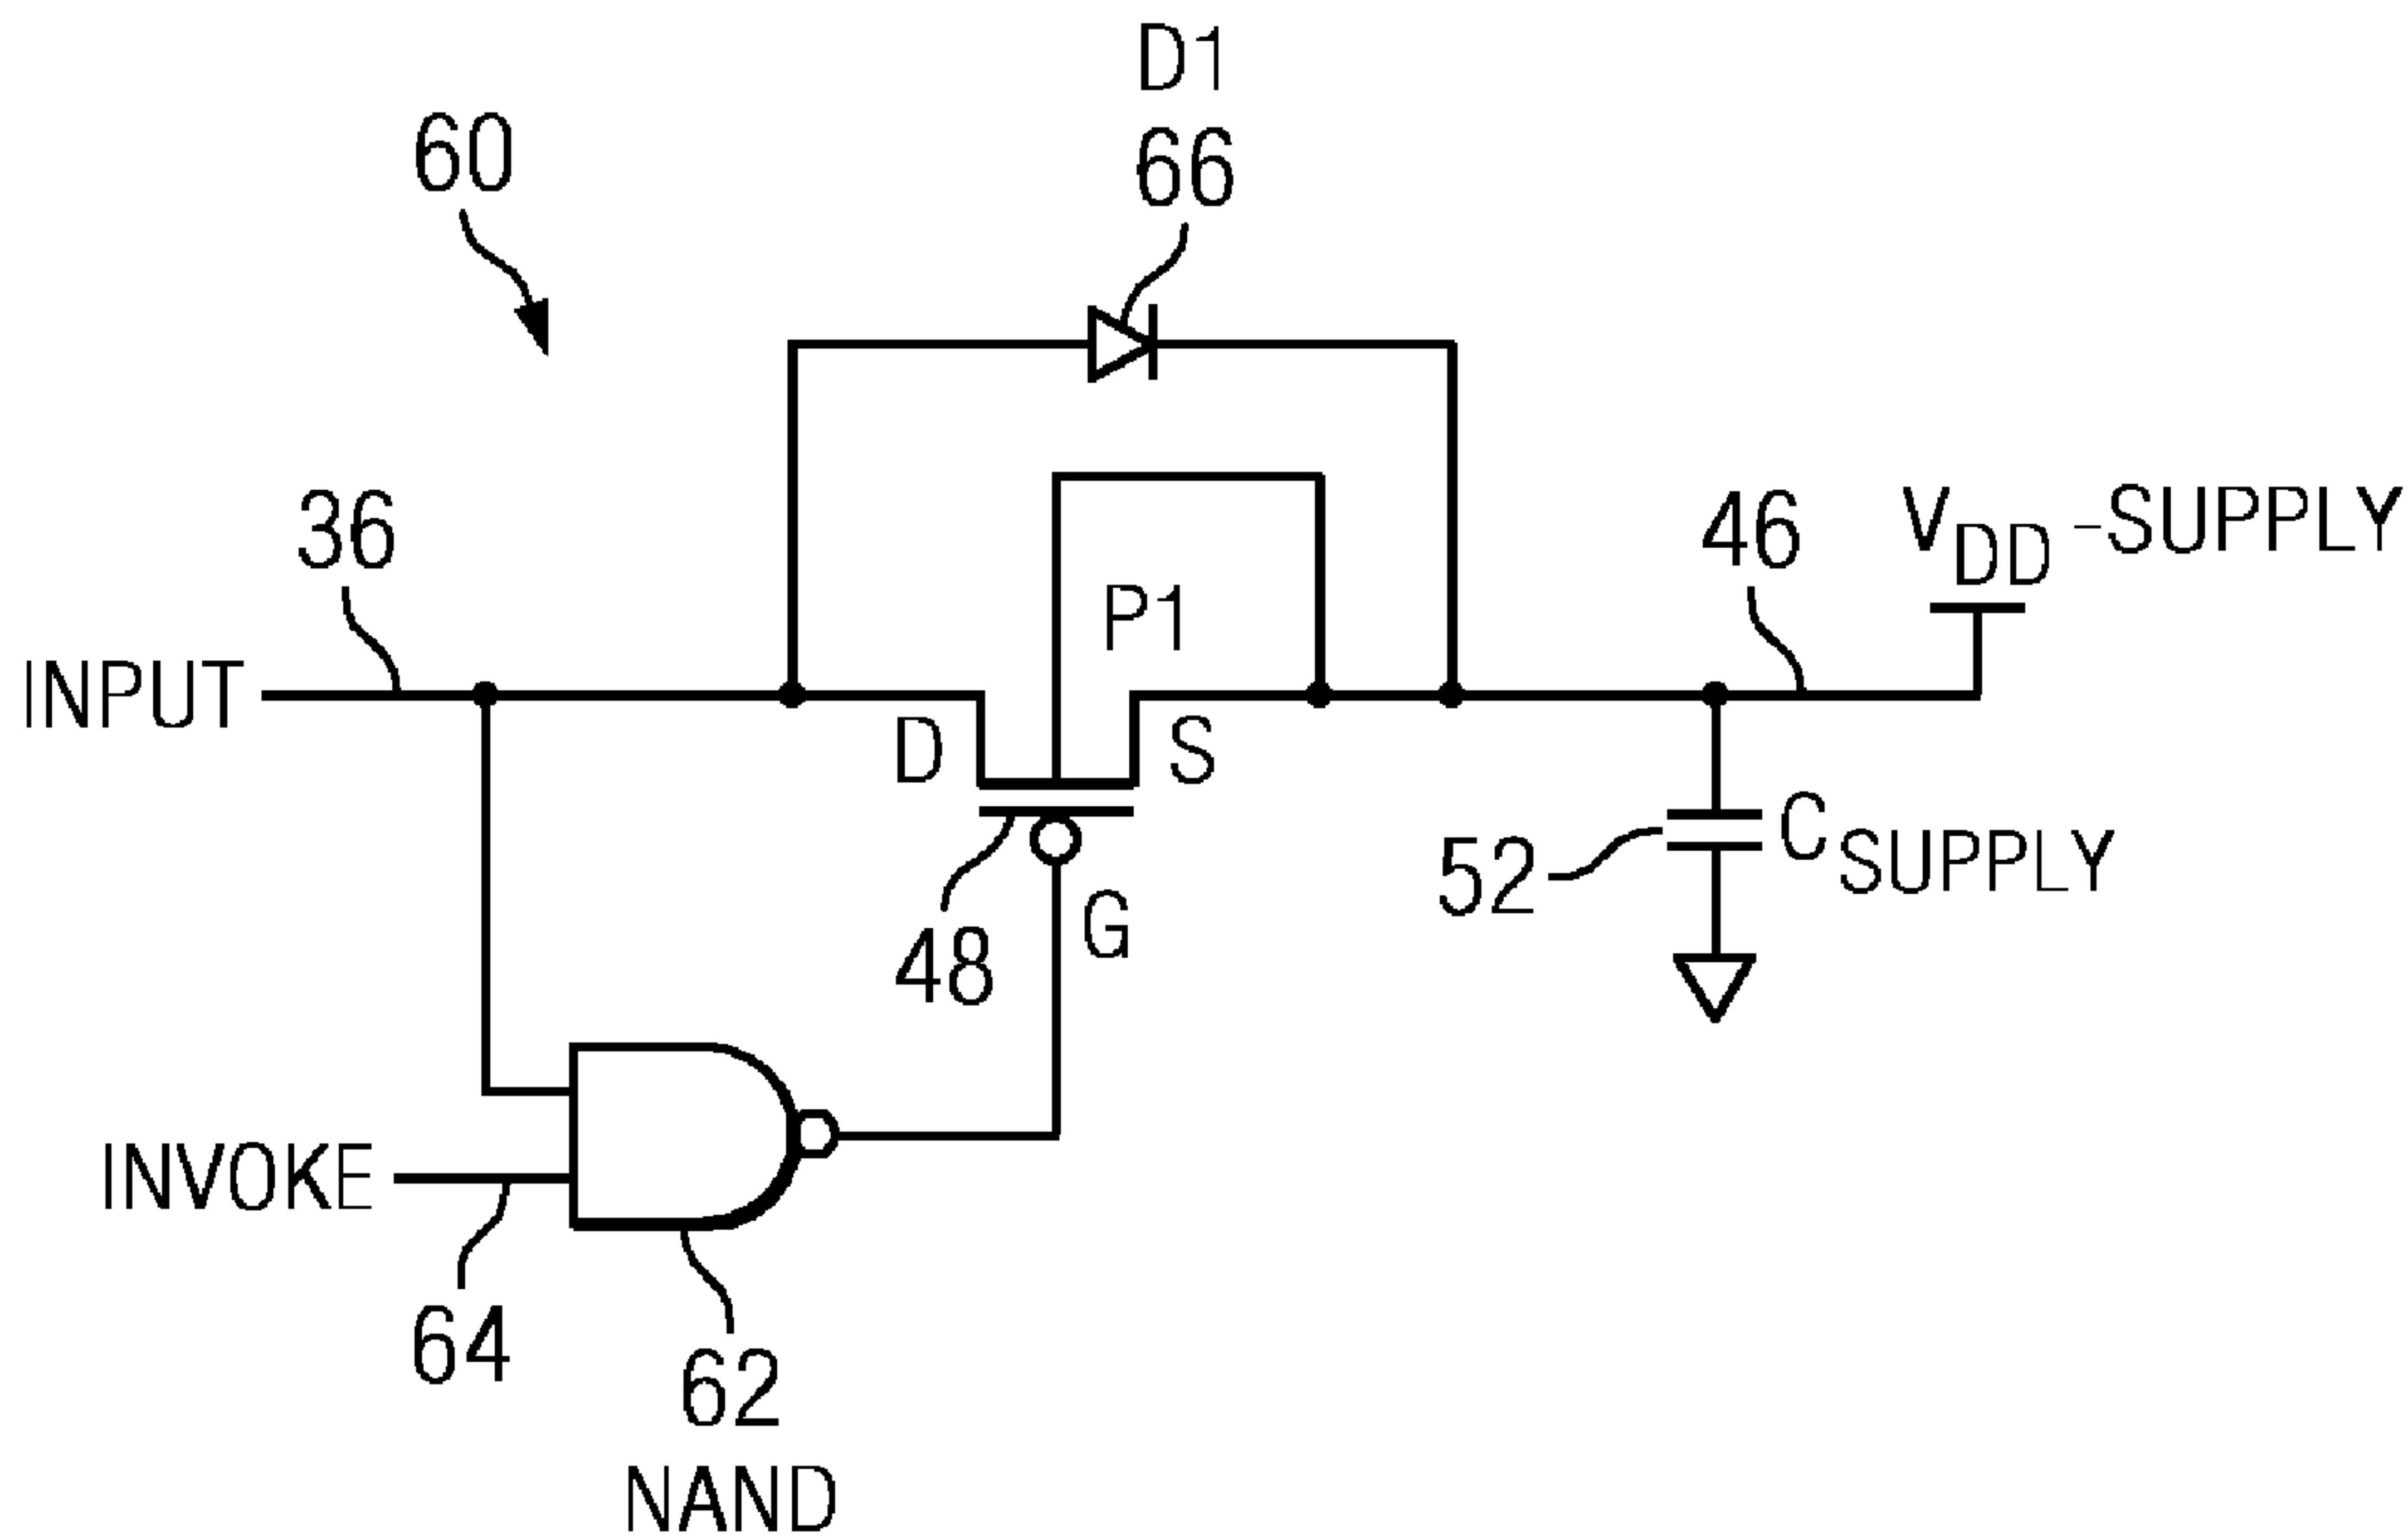 D1
66
60
36
46
V DD -SUPPLY
P1
INPUT
D
S
C SUPPLY
52
G
48
INVOKE
64
62
NAND